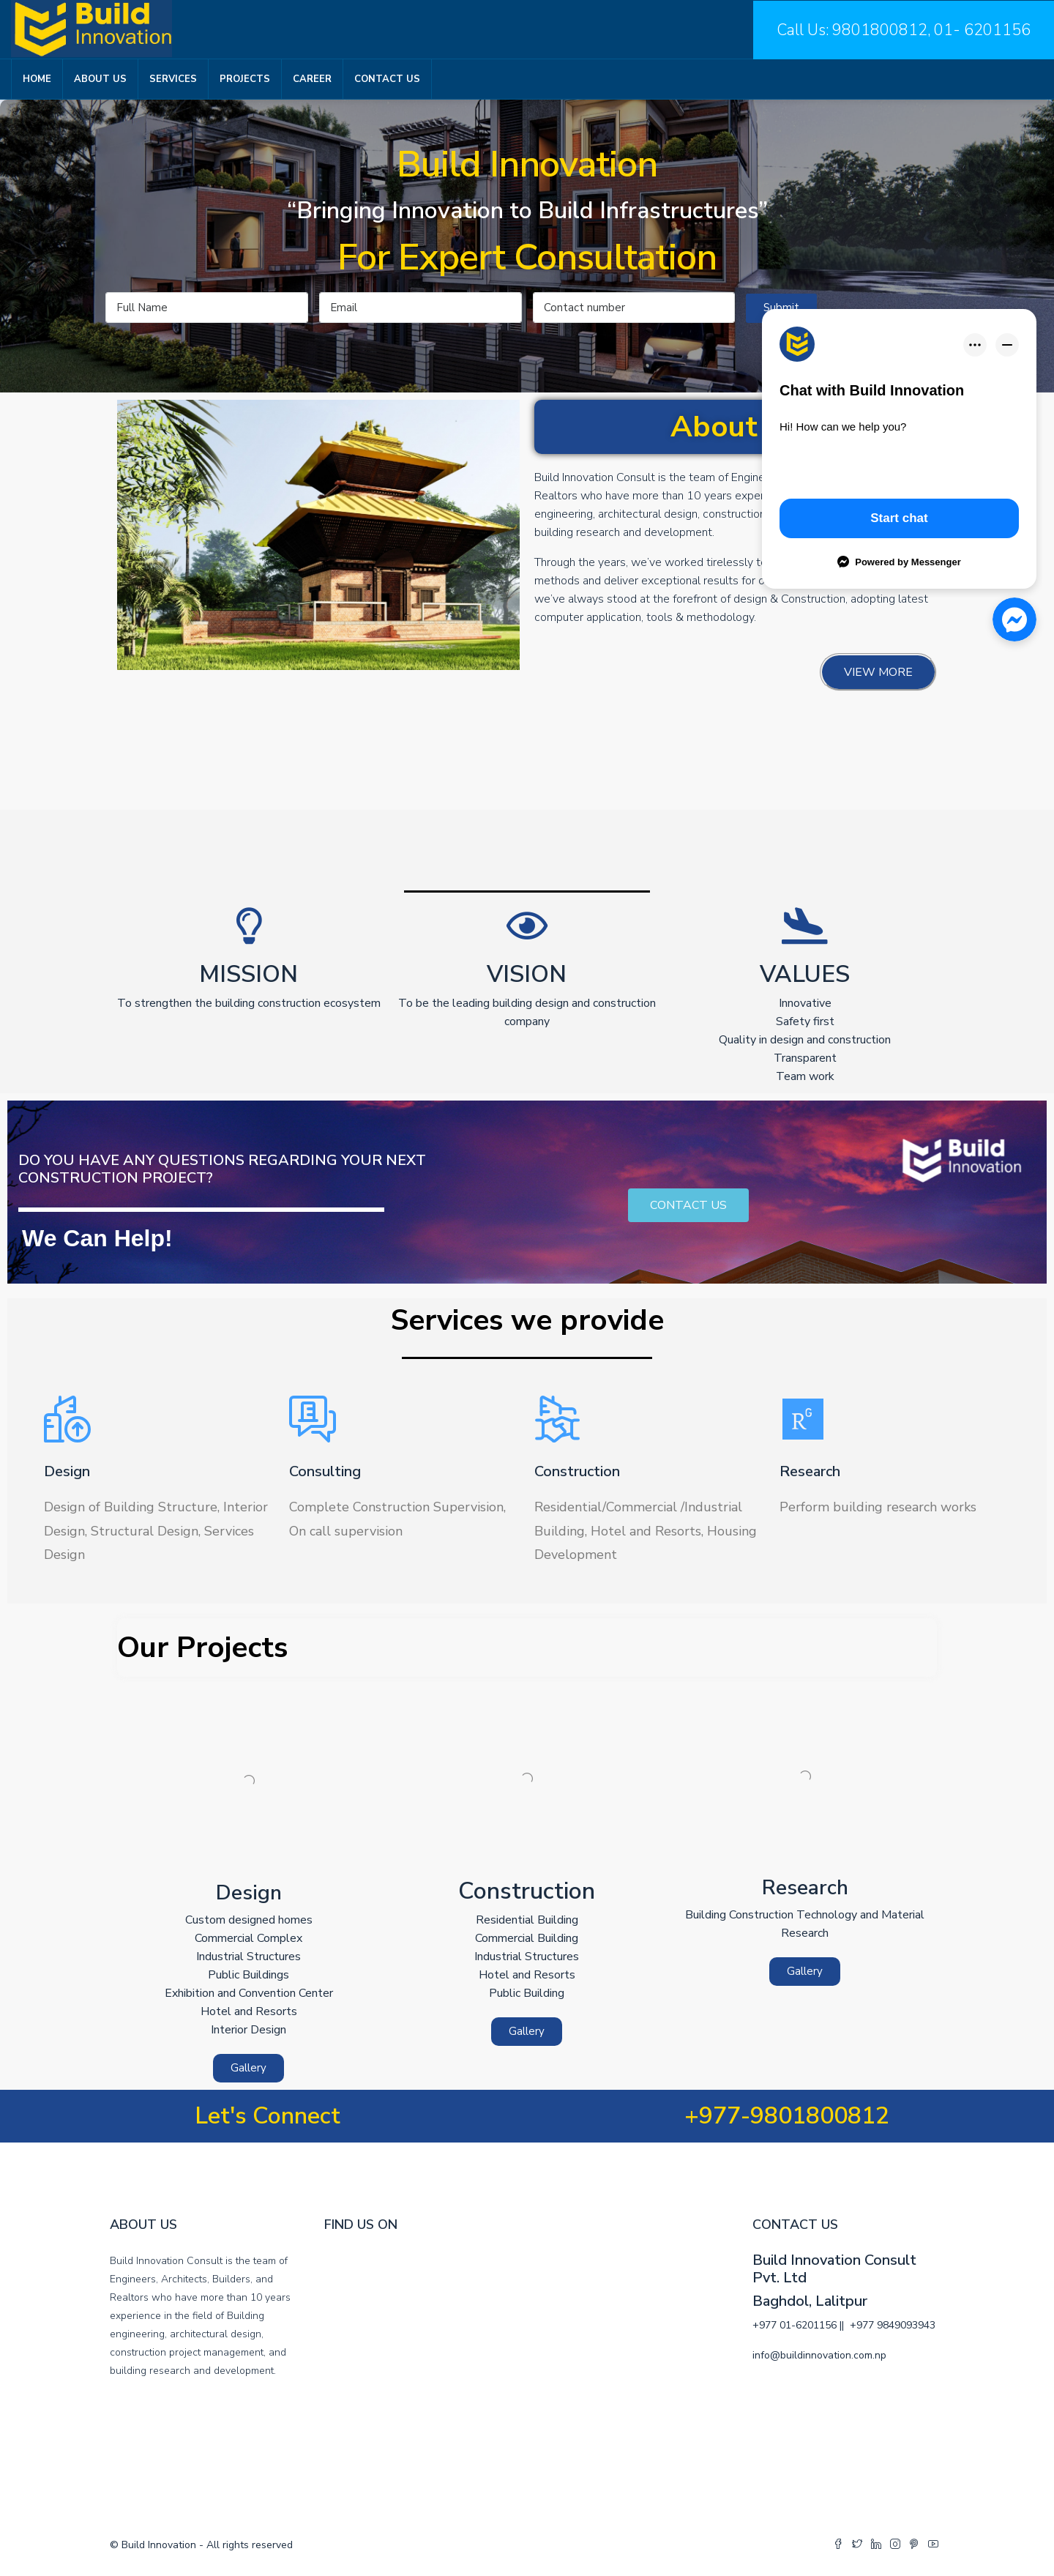 Build
Innovation
Call Us: 9801800812, 01- 6201156
HOME
ABOUT US
SERVICES
PROJECTS
CAREER
CONTACT US
Build Innovation
“Bringing Innovation to Build Infrastructures”
For Expert Consultation
Full Name
Email
Contact number
Submit
About
Build Innovation Consult is the team of
Realtors who have more than 10 years
engineering, architectural design,
building research and development.
Through the years, we’ve worked tirelessly
methods and deliver exceptional results for
we’ve always stood at the forefront of design & Construction, adopting latest
computer application, tools & methodology.
VIEW MORE
Chat with Build Innovation
Hi! How can we help you?
Start chat
Powered by Messenger
MISSION
To strengthen the building construction ecosystem
VISION
To be the leading building design and construction
company
VALUES
Innovative
Safety first
Quality in design and construction
Transparent
Team work
DO YOU HAVE ANY QUESTIONS REGARDING YOUR NEXT
CONSTRUCTION PROJECT?
We Can Help!
CONTACT US
Build
Innovation
Services we provide
Design
Design of Building Structure, Interior
Design, Structural Design, Services
Design
Consulting
Complete Construction Supervision,
On call supervision
Construction
Residential/Commercial /Industrial
Building, Hotel and Resorts, Housing
Development
RG
Research
Perform building research works
Our Projects
Design
Custom designed homes
Commercial Complex
Industrial Structures
Public Buildings
Exhibition and Convention Center
Hotel and Resorts
Interior Design
Gallery
Construction
Residential Building
Commercial Building
Industrial Structures
Hotel and Resorts
Public Building
Gallery
Research
Building Construction Technology and Material
Research
Gallery
Let's Connect
+977-9801800812
ABOUT US
Build Innovation Consult is the team of
Engineers, Architects, Builders, and
Realtors who have more than 10 years
experience in the field of Building
engineering, architectural design,
construction project management, and
building research and development.
FIND US ON
CONTACT US
Build Innovation Consult
Pvt. Ltd
Baghdol, Lalitpur
+977 01-6201156 || +977 9849093943
info@buildinnovation.com.np
© Build Innovation - All rights reserved